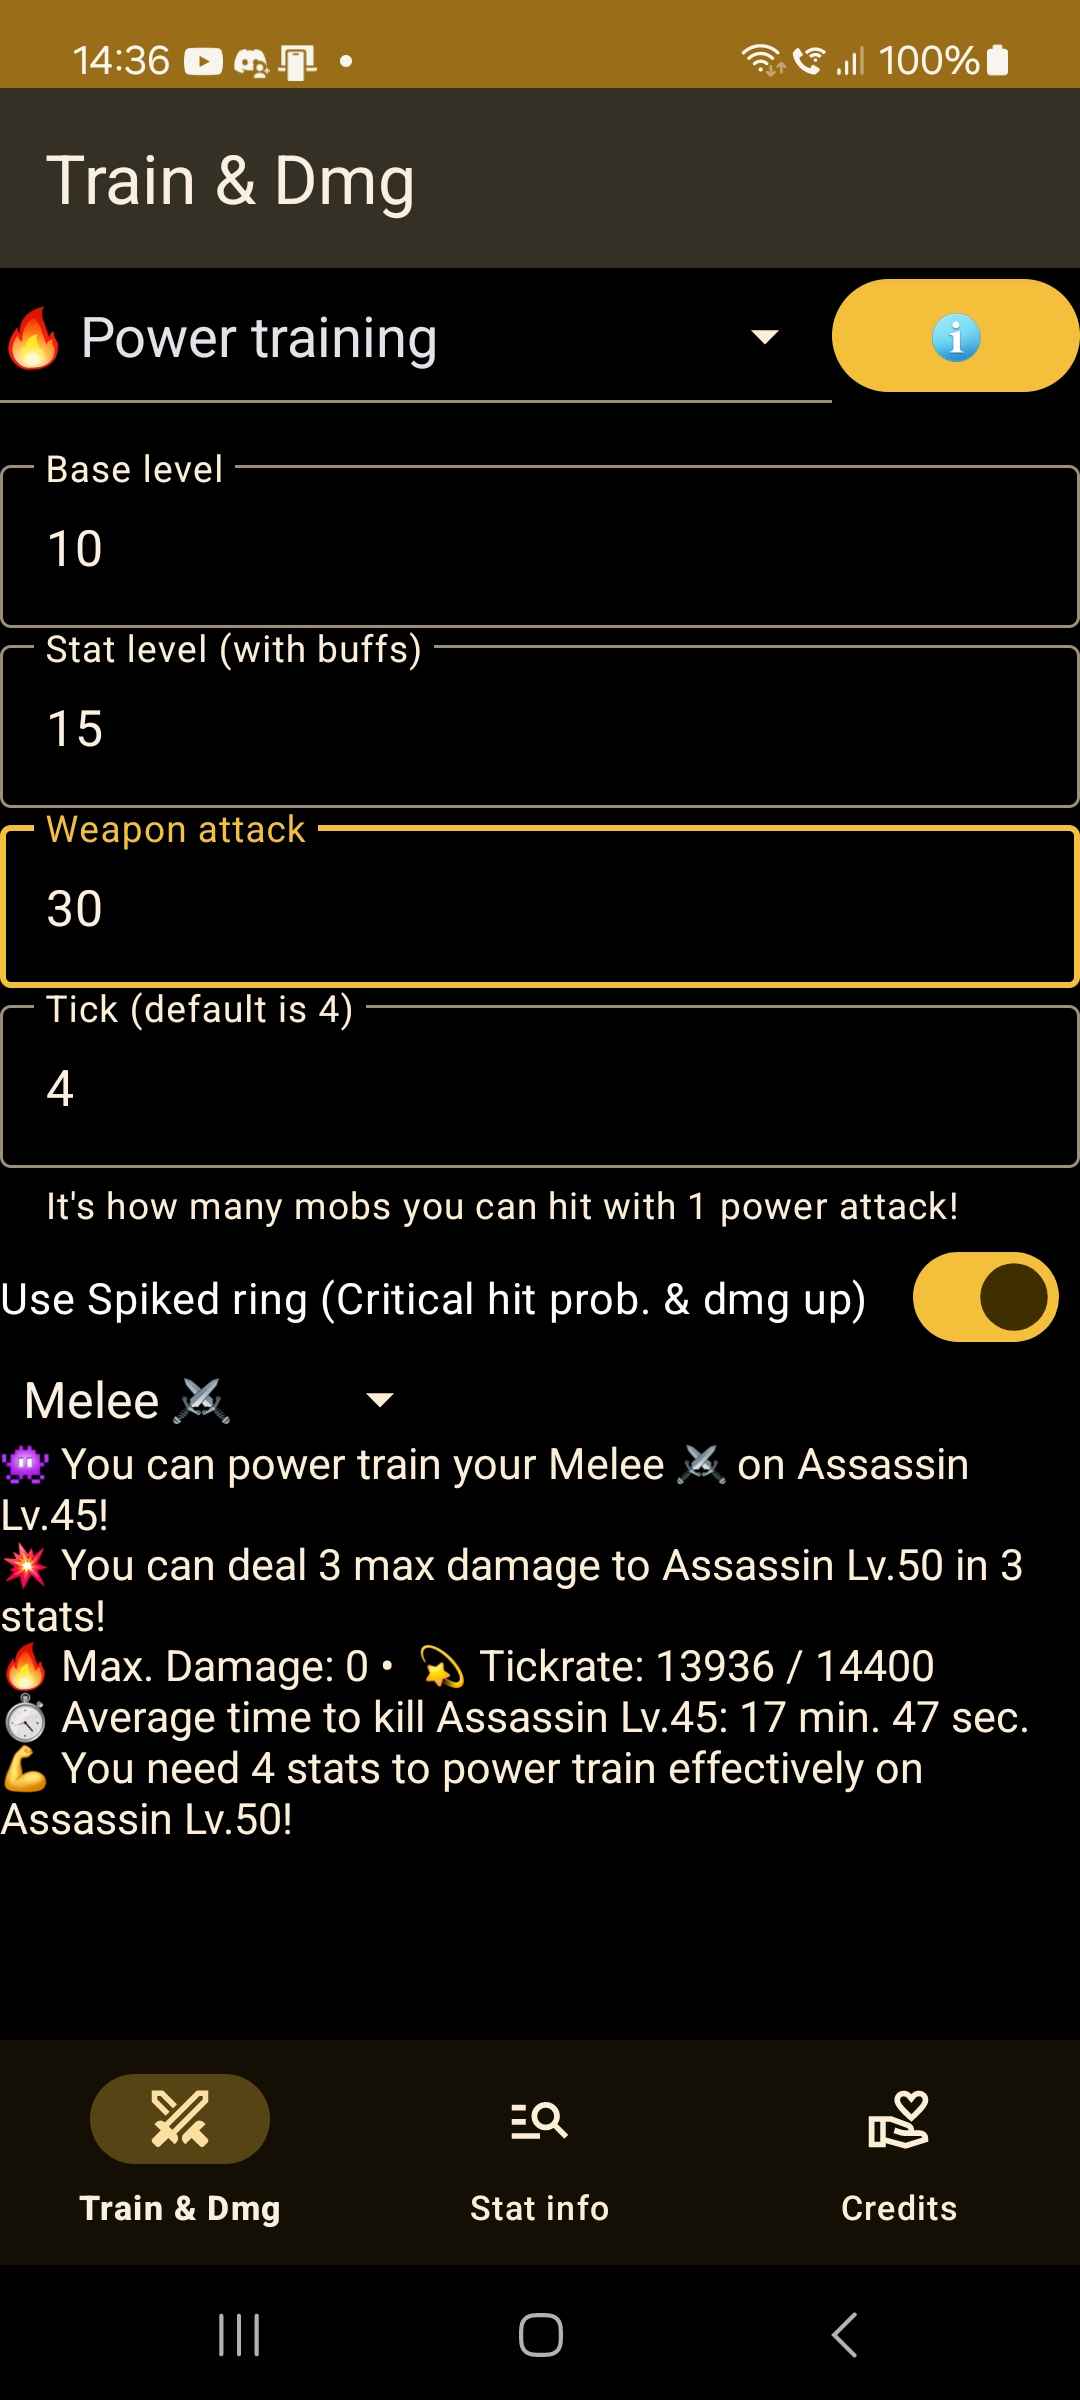 14:36 100%
Train & Dmg
🔥 Power training
Base level
10
Stat level (with buffs)
15
Weapon attack
30
Tick (default is 4)
4
It's how many mobs you can hit with 1 power attack!
Use Spiked ring (Critical hit prob. & dmg up)
Melee ⚔️
👾 You can power train your Melee ⚔️ on Assassin
Lv.45!
💥 You can deal 3 max damage to Assassin Lv.50 in 3
stats!
🔥 Max. Damage: 0 • 💫 Tickrate: 13936 / 14400
⏱️ Average time to kill Assassin Lv.45: 17 min. 47 sec.
💪 You need 4 stats to power train effectively on
Assassin Lv.50!
Train & Dmg
Stat info
Credits